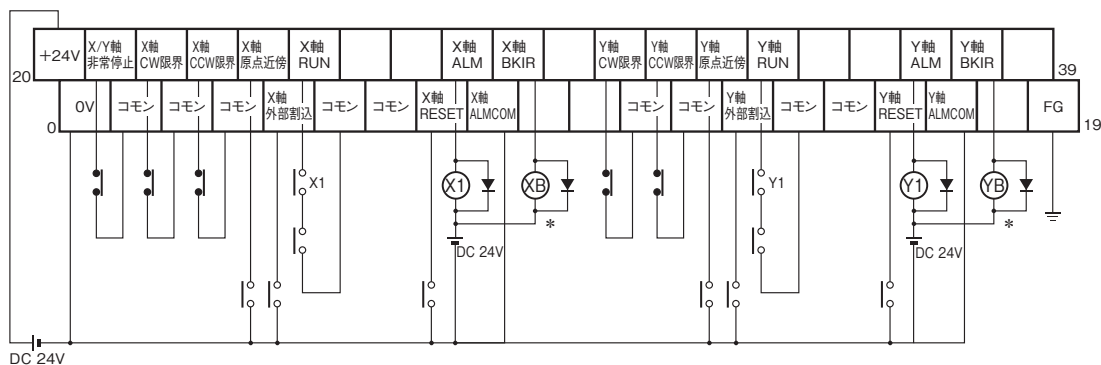 +24V
X/Y軸
非常停止
X軸
CW限界
X軸
CCW限界
X軸
原点近傍
X軸
RUN
X軸
ALM
X軸
BKIR
Y軸
CW限界
Y軸
CCW限界
Y軸
原点近傍
Y軸
RUN
Y軸
ALM
Y軸
BKIR
20
39
0V
コモン
コモン
コモン
X軸
外部割込
コモン
コモン
X軸
RESET
X軸
ALMCOM
コモン
コモン
Y軸
外部割込
コモン
コモン
Y軸
RESET
Y軸
ALMCOM
FG
0
19
X1
X1
XB
Y1
Y1
YB
*
*
DC 24V
DC 24V
DC 24V